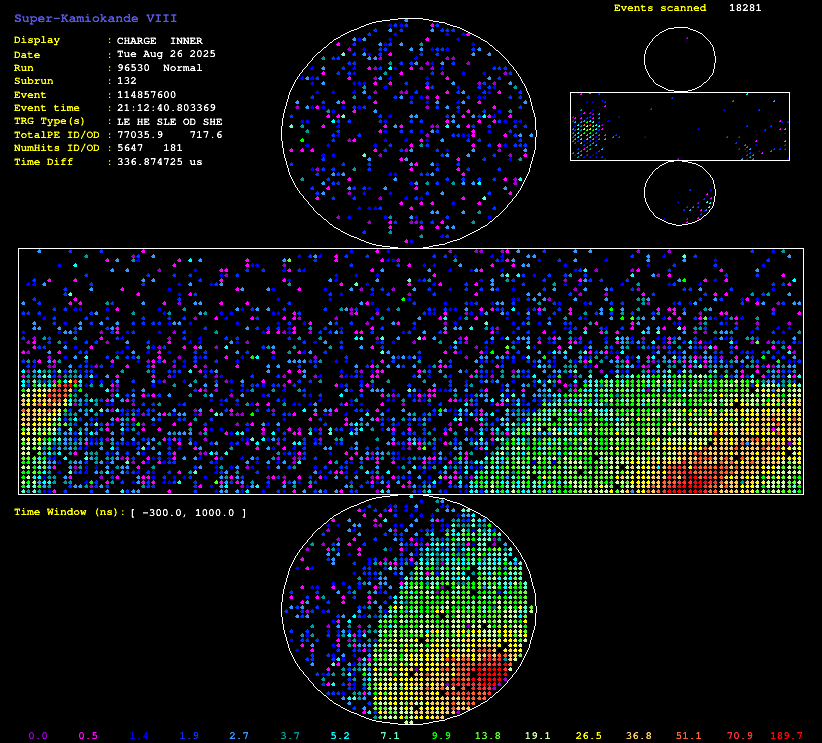 Super-Kamiokande VIII
Events scanned 18281
Display : CHARGE INNER
Date : Tue Aug 26 2025
Run : 96530 Normal
Subrun : 132
Event : 114857600
Event time : 21:12:40.803369
TRG Type(s) : LE HE SLE OD SHE
TotalPE ID/OD : 77035.9 717.6
NumHits ID/OD : 5647 181
Time Diff : 336.874725 us
Time Window (ns): [ -300.0, 1000.0 ]
0.0 0.5 1.4 1.9 2.7 3.7 5.2 7.1 9.9 13.8 19.1 26.5 36.8 51.1 70.9 189.7